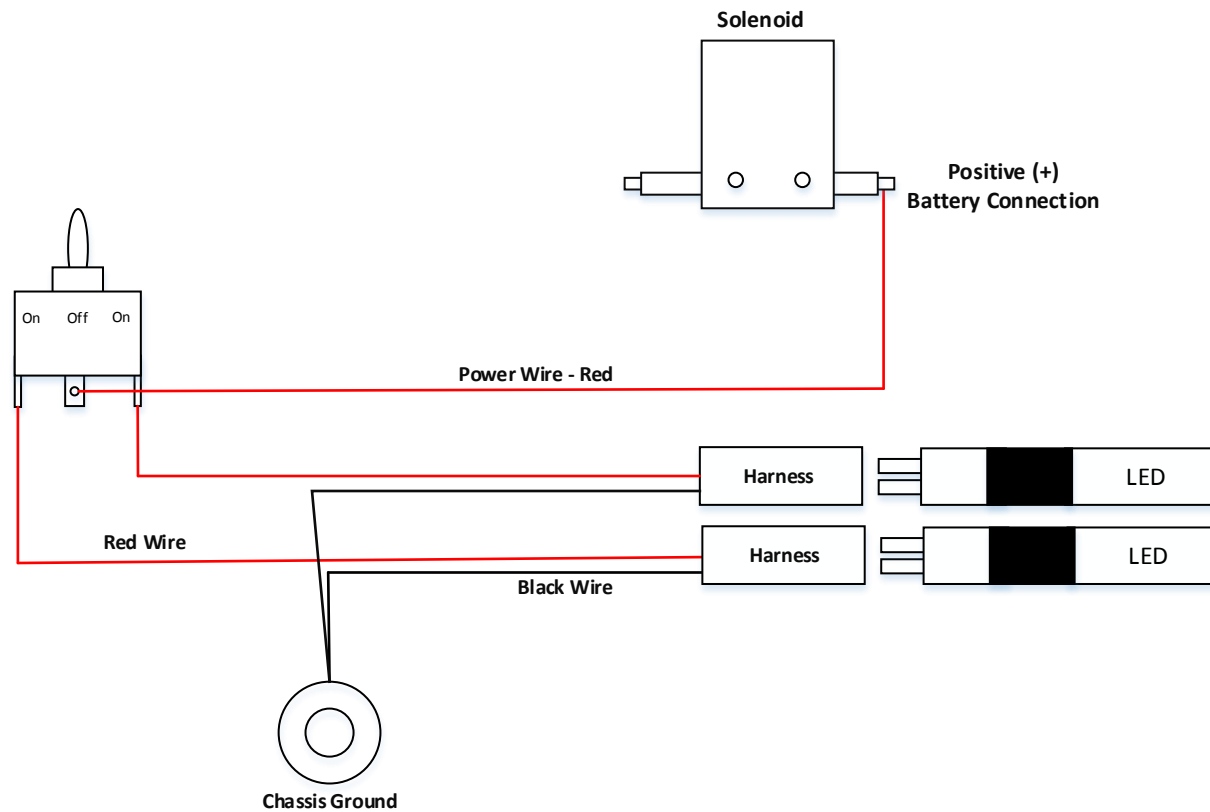 Solenoid
Positive (+)
Battery Connection
On Off On
Power Wire - Red
Harness
LED
Red Wire
Harness
LED
Black Wire
Chassis Ground